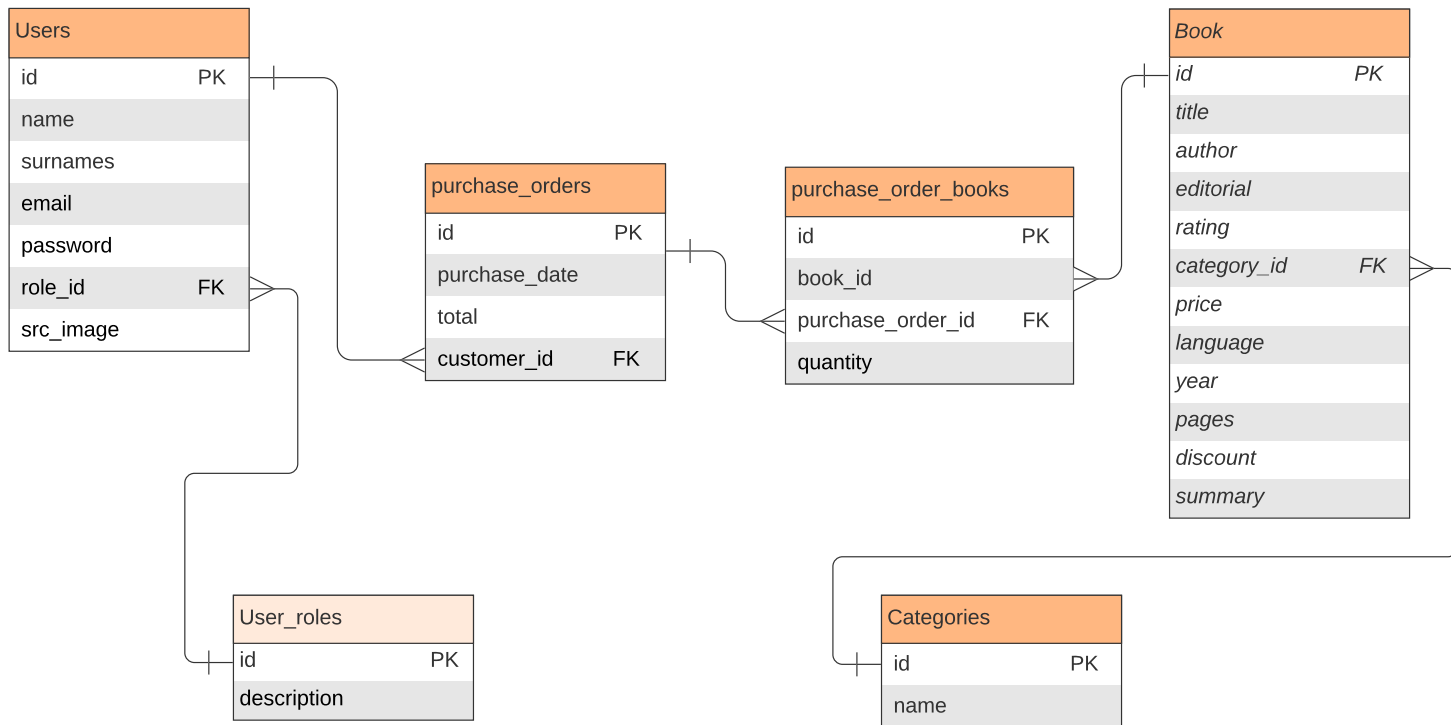 Users
id PK
name
surnames
email
password
role_id FK
src_image
purchase_orders
id PK
purchase_date
total
customer_id FK
purchase_order_books
id PK
book_id
purchase_order_id FK
quantity
Book
id PK
title
author
editorial
rating
category_id FK
price
language
year
pages
discount
summary
User_roles
id PK
description
Categories
id PK
name